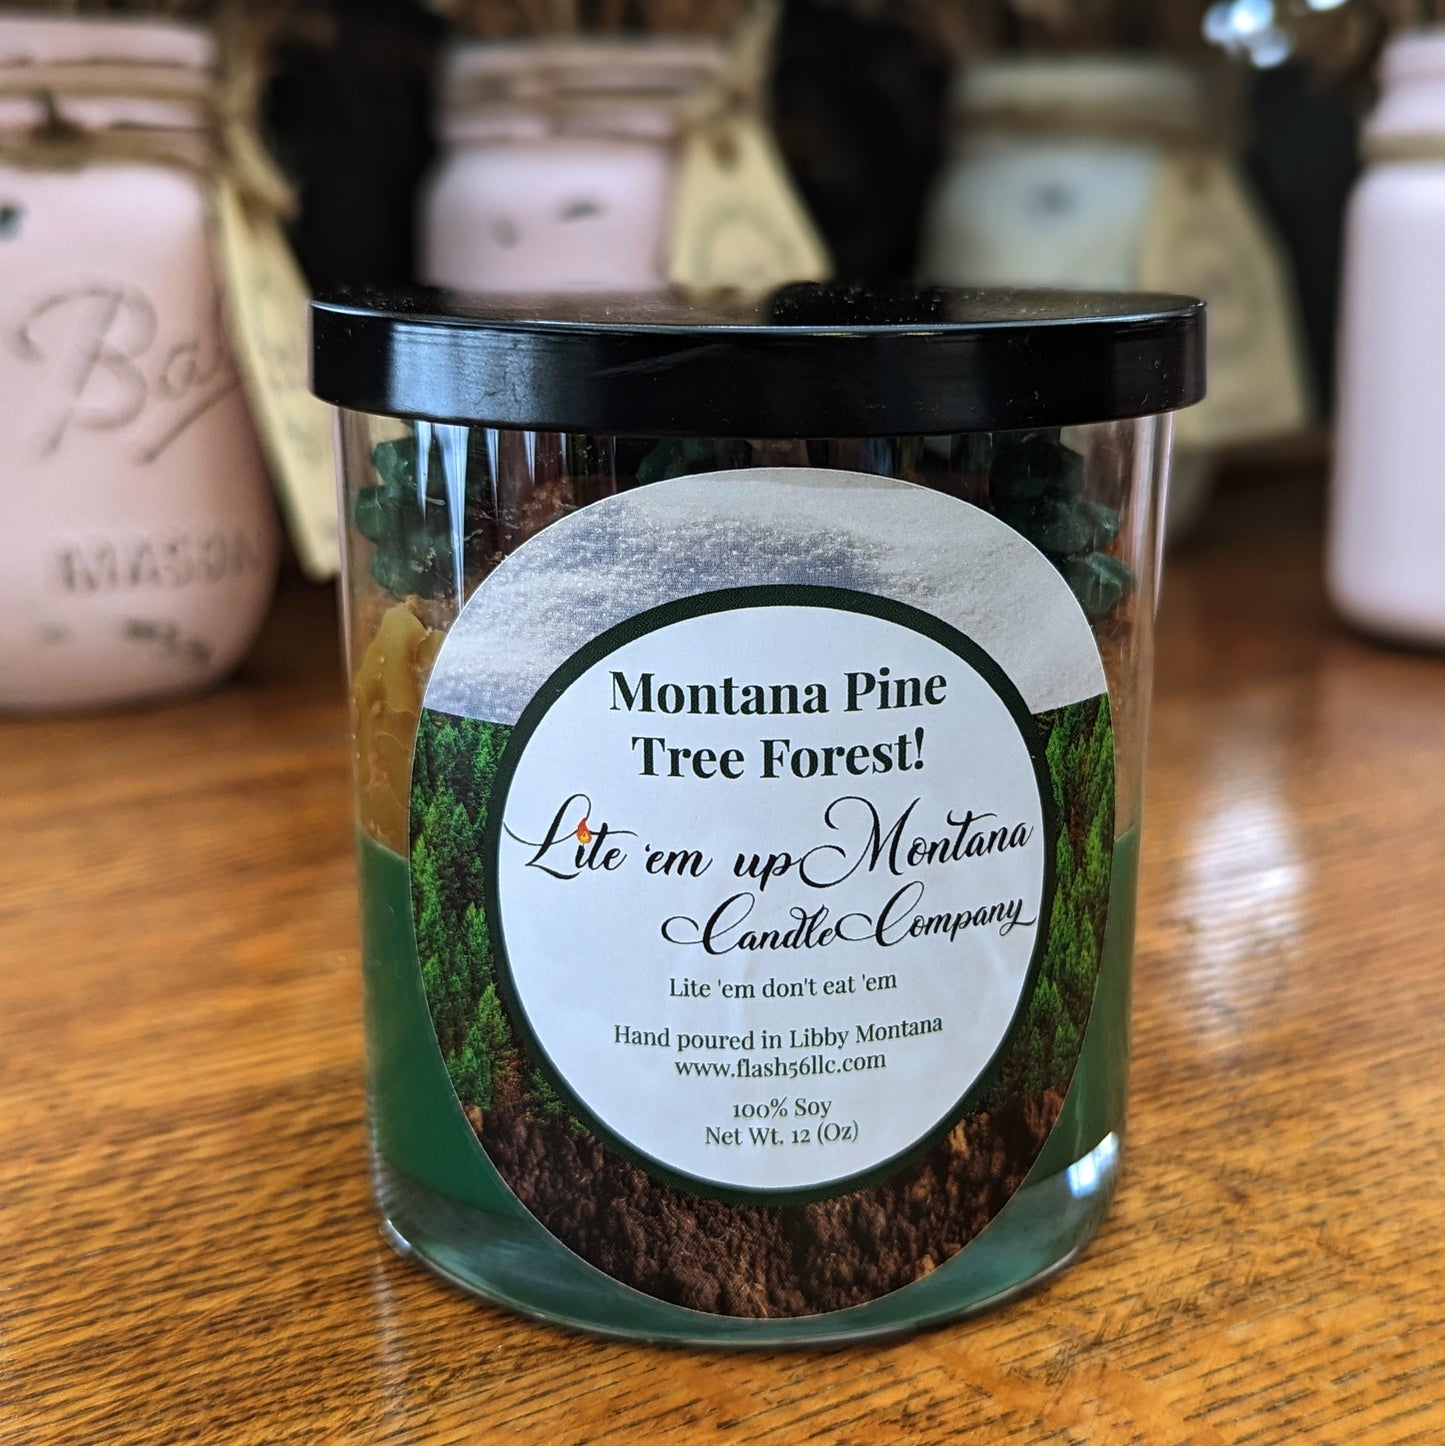 Ba
MASON
Montana Pine
Tree Forest!
Lite 'em up Montana
Candle Company
Lite 'em don't eat 'em
Hand poured in Libby Montana
www.flash56llc.com
100% Soy
Net Wt. 12 (Oz)